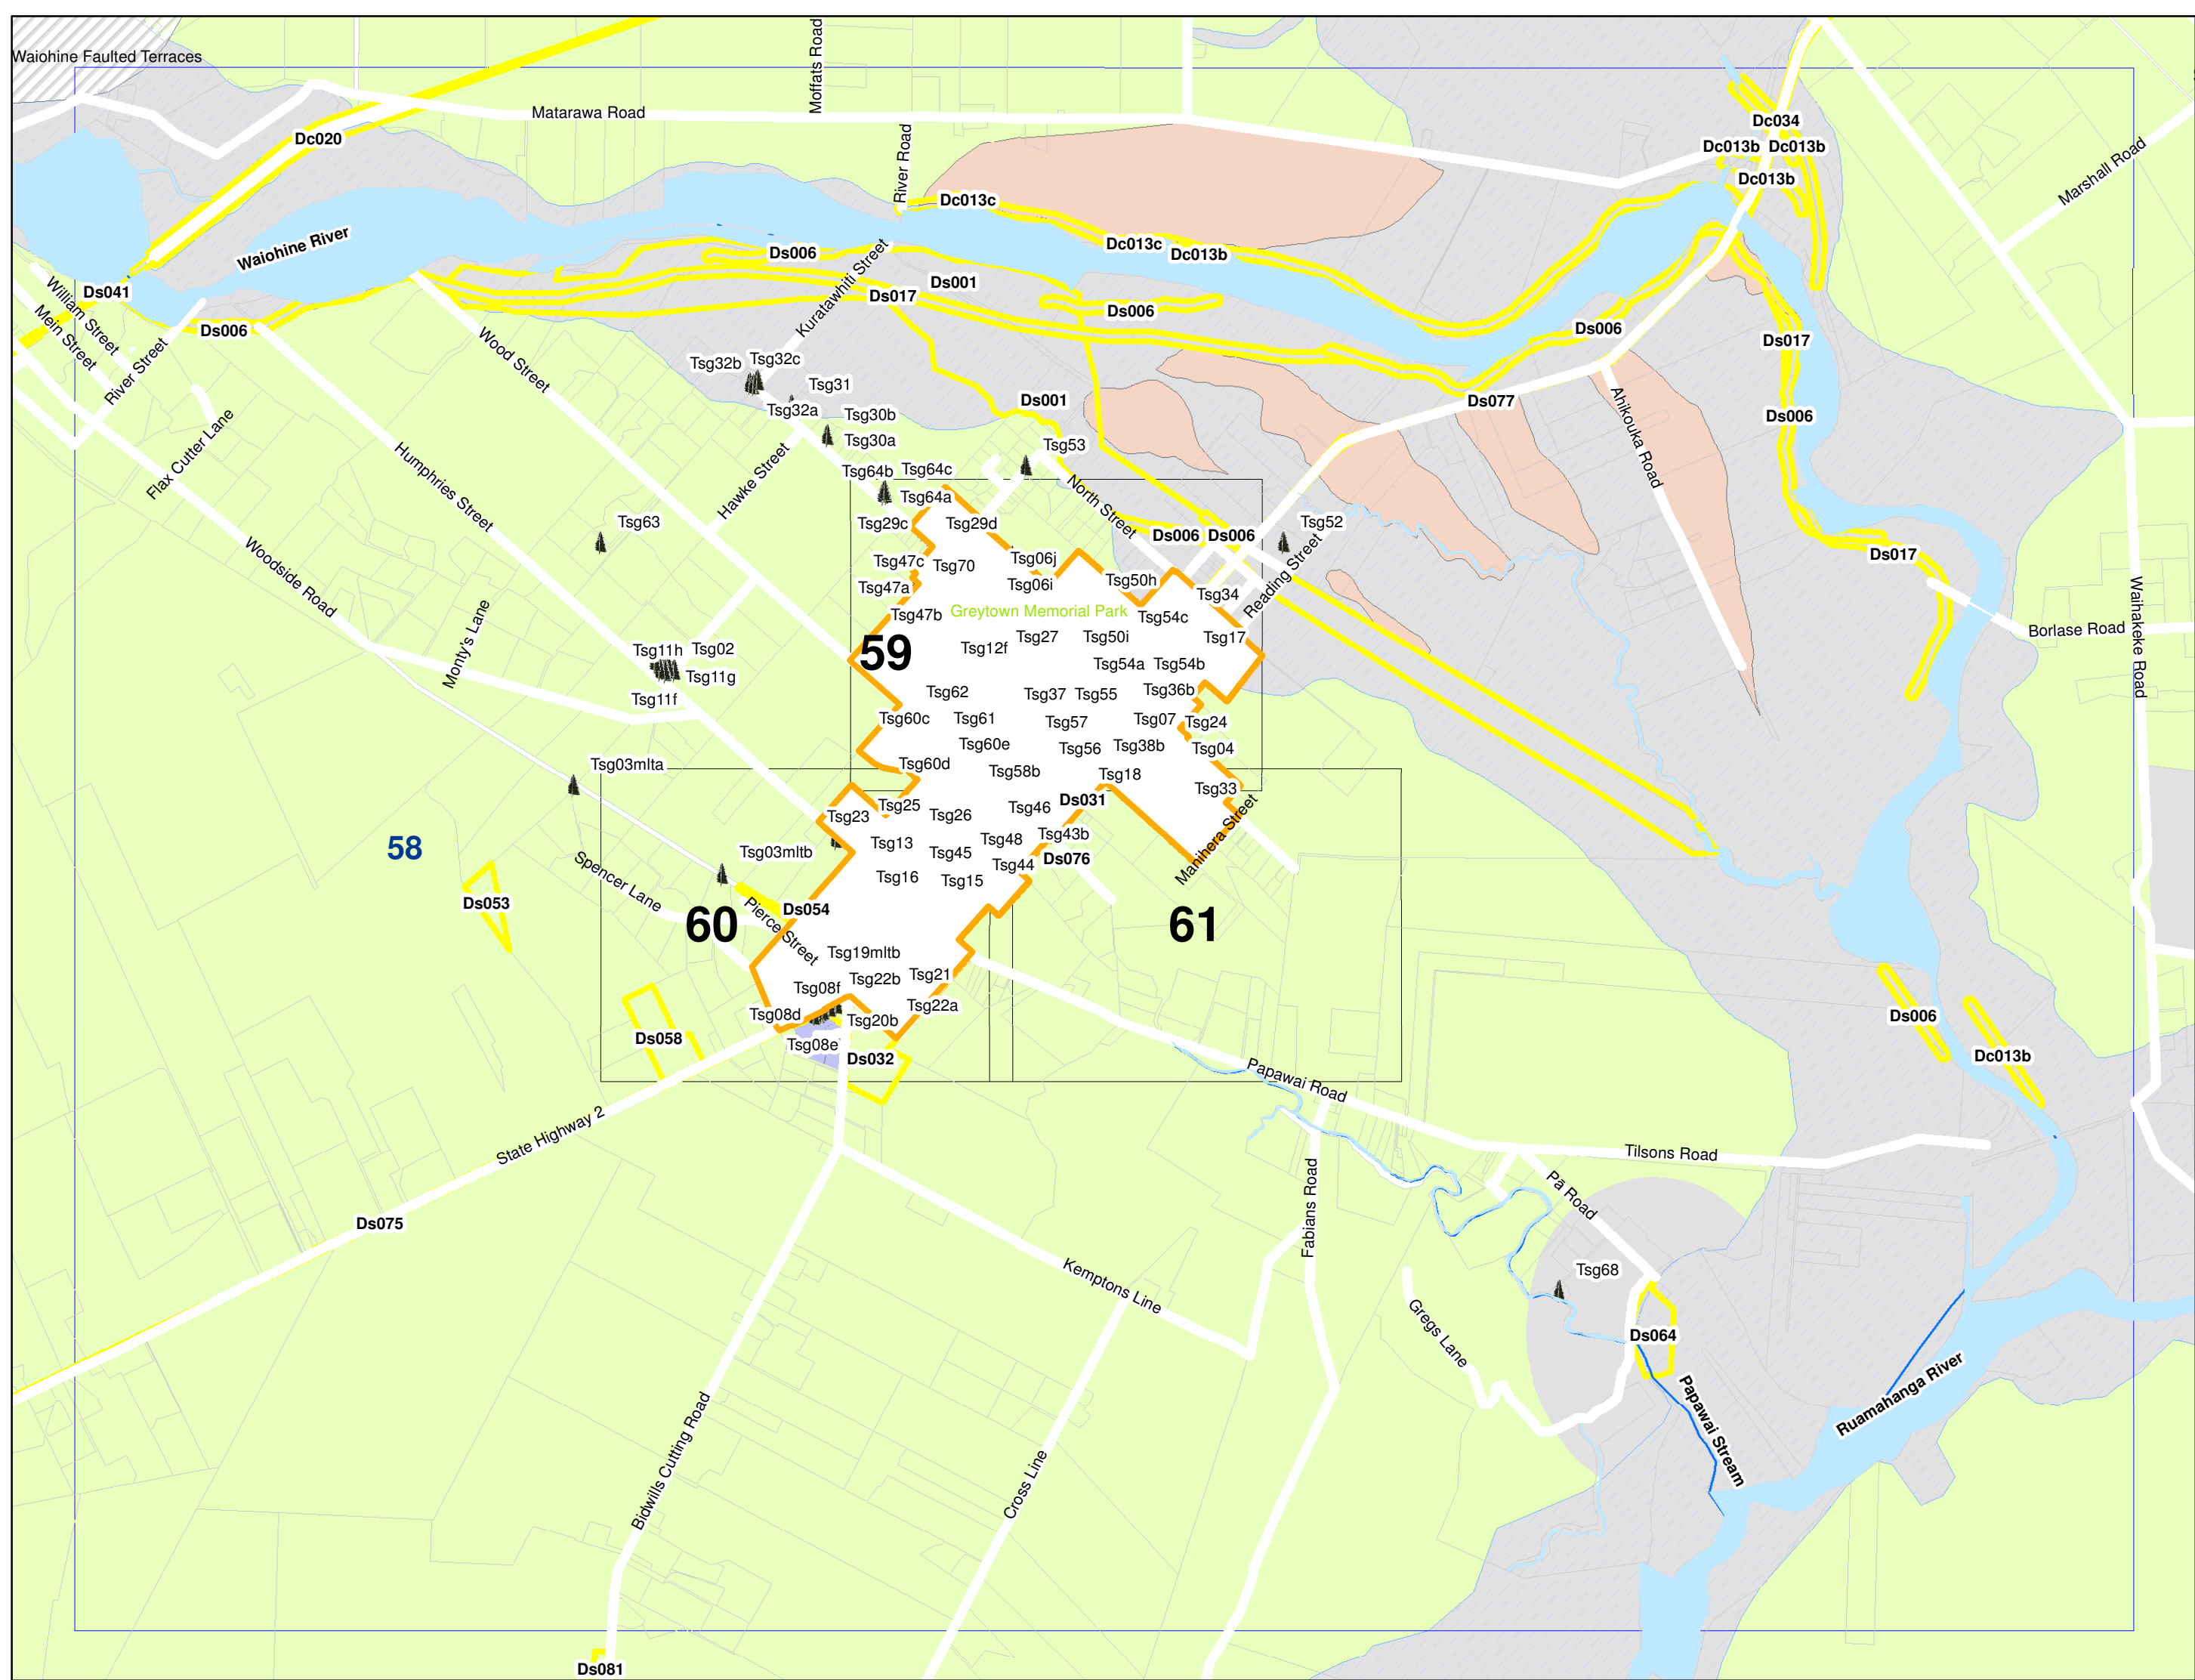 Waiohine Faulted Terraces
Moffats Road
Matarawa Road
Dc020
River Road
Dc034
Dc013b
Dc013b
Dc013b
Marshall Road
Dc013c
Waiohine River
Dc013c
Dc013b
Ds006
Kuratawhiti Street
Ds001
Ds017
Ds006
Ds041
William Street
Mein Street
River Street
Ds006
Wood Street
Ds006
Ds017
Tsg32b
Tsg32c
Tsg31
Tsg32a
Tsg30b
Tsg30a
Ds001
Ds077
Ahikouka Road
Ds006
Flax Cutter Lane
Humphries Street
Hawke Street
Tsg53
Tsg64b
Tsg64c
Tsg64a
North Street
Tsg63
Tsg29c
Tsg29d
Ds006
Ds006
Tsg52
Reading Street
Ds017
Woodside Road
Monty's Lane
Tsg47c
Tsg70
Tsg06j
Tsg06i
Tsg50h
Tsg34
Tsg47a
Tsg47b
Greytown Memorial Park
Tsg54c
Waihakeke Road
Borlase Road
59
Tsg12f
Tsg27
Tsg50i
Tsg17
Tsg11h
Tsg02
Tsg11g
Tsg11f
Tsg54a
Tsg54b
Tsg62
Tsg37
Tsg55
Tsg36b
Tsg60c
Tsg61
Tsg57
Tsg07
Tsg24
Tsg60e
Tsg56
Tsg38b
Tsg04
Tsg03mlta
Tsg60d
Tsg58b
Tsg18
Tsg33
Tsg25
Tsg26
Tsg46
Ds031
Tsg23
Manihera Street
58
Tsg13
Tsg48
Tsg43b
Tsg03mltb
Tsg45
Tsg44
Ds076
Spencer Lane
Tsg16
Tsg15
Ds053
Pierce Street
Ds054
60
61
Tsg19mltb
Tsg22b
Tsg21
Tsg08f
Tsg22a
Tsg08d
Tsg20b
Tsg08e
Ds032
Ds058
Ds006
Dc013b
Papawai Road
State Highway 2
Tilsons Road
Pā Road
Ds075
Fabians Road
Kemptons Line
Tsg68
Gregs Lane
Ds064
Papawai Stream
Ruamahanga River
Bidwills Cutting Road
Cross Line
Ds081